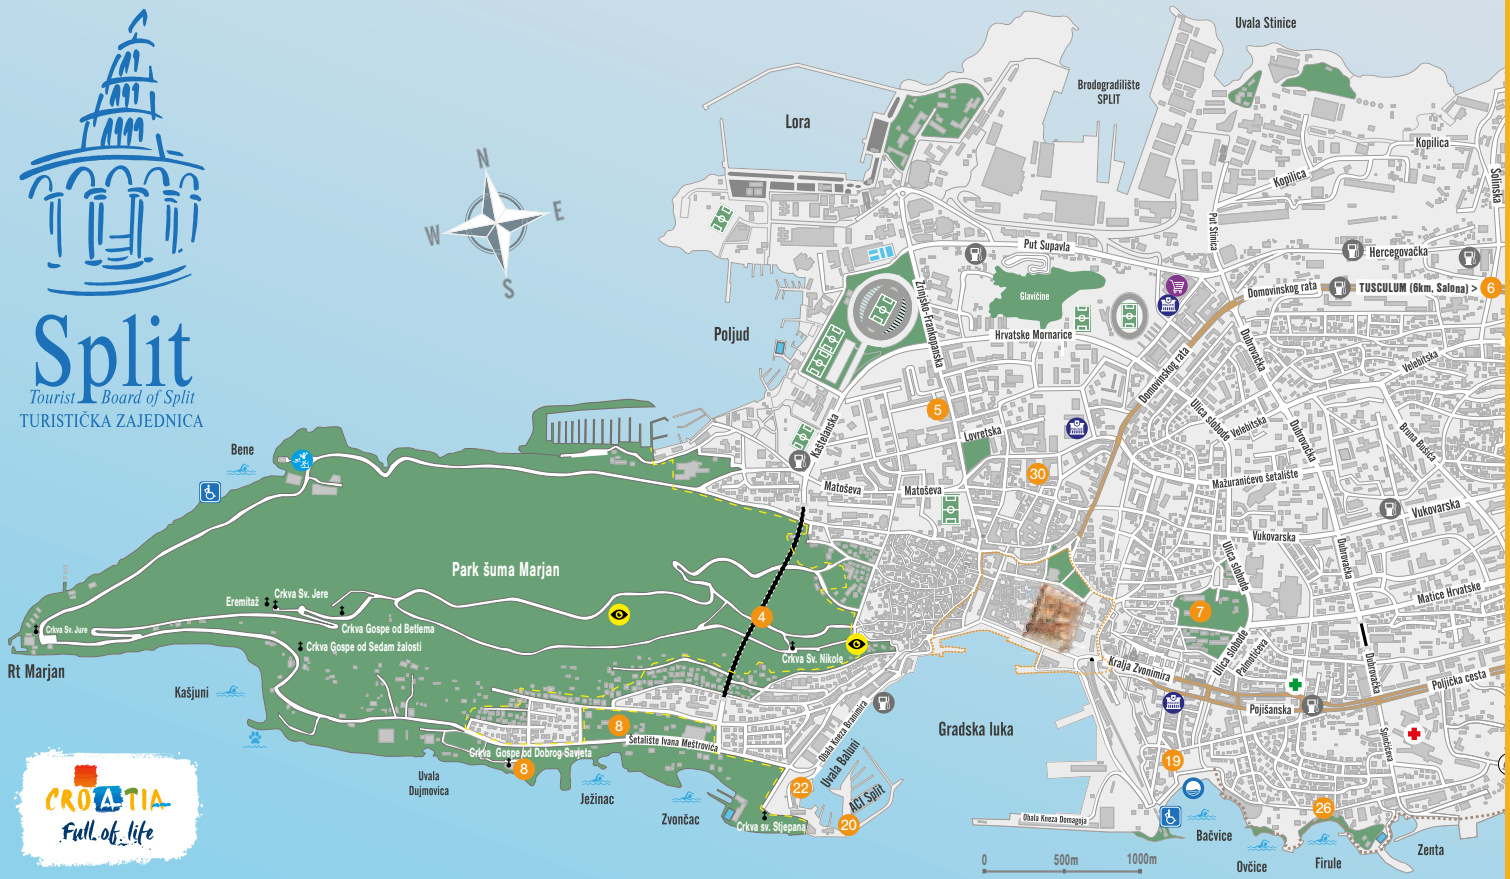 Uvala Stinice
Brodogradilište
SPLIT
Lora
Kopilica
Kopilica
Solinska
Put Stinica
N
E
W
S
Put Supavla
Hercegovačka
Domovinskog rata
TUSCULUM (6km, Salona) >
6
Glavičine
Zrinjsko-Frankopanska
Hrvatske Mornarice
Poljud
Split
Tourist Board of Split
TURISTIČKA ZAJEDNICA
Domovinskog rata
Dubrovačka
Velebitska
5
Ulica slobode
Velebitska
Dubrovačka
Bruna Bušića
Kaštelanska
Lovretska
Bene
30
Mažuranićevo šetalište
Matoševa
Matoševa
Vukovarska
Vukovarska
Dubrovačka
Ulica slobode
Park šuma Marjan
Matice Hrvatske
Eremitaž
Crkva Sv. Jere
4
7
Crkva Sv. Jure
Crkva Gospe od Betlema
Crkva Gospe od Sedam žalosti
Crkva Sv. Nikole
Ulica slobode
Palmotićeva
Dubrovačka
Rt Marjan
Kralja Zvonimira
Poljička cesta
Kašjuni
Pojišanska
Obala Kneza Branimira
Gradska luka
8
Šetalište Ivana Meštrovića
Spinčićeva
Crkva Gospe od Dobrog Savjeta
8
Uvala Baluni
19
Uvala
Dujmovica
Ježinac
22
ACI Split
26
Zvončac
Crkva sv. Stjepana
20
Obala Kneza Domagoja
Bačvice
Zenta
Ovčice
Firule
CROATIA
Full of life
0
500m
1000m